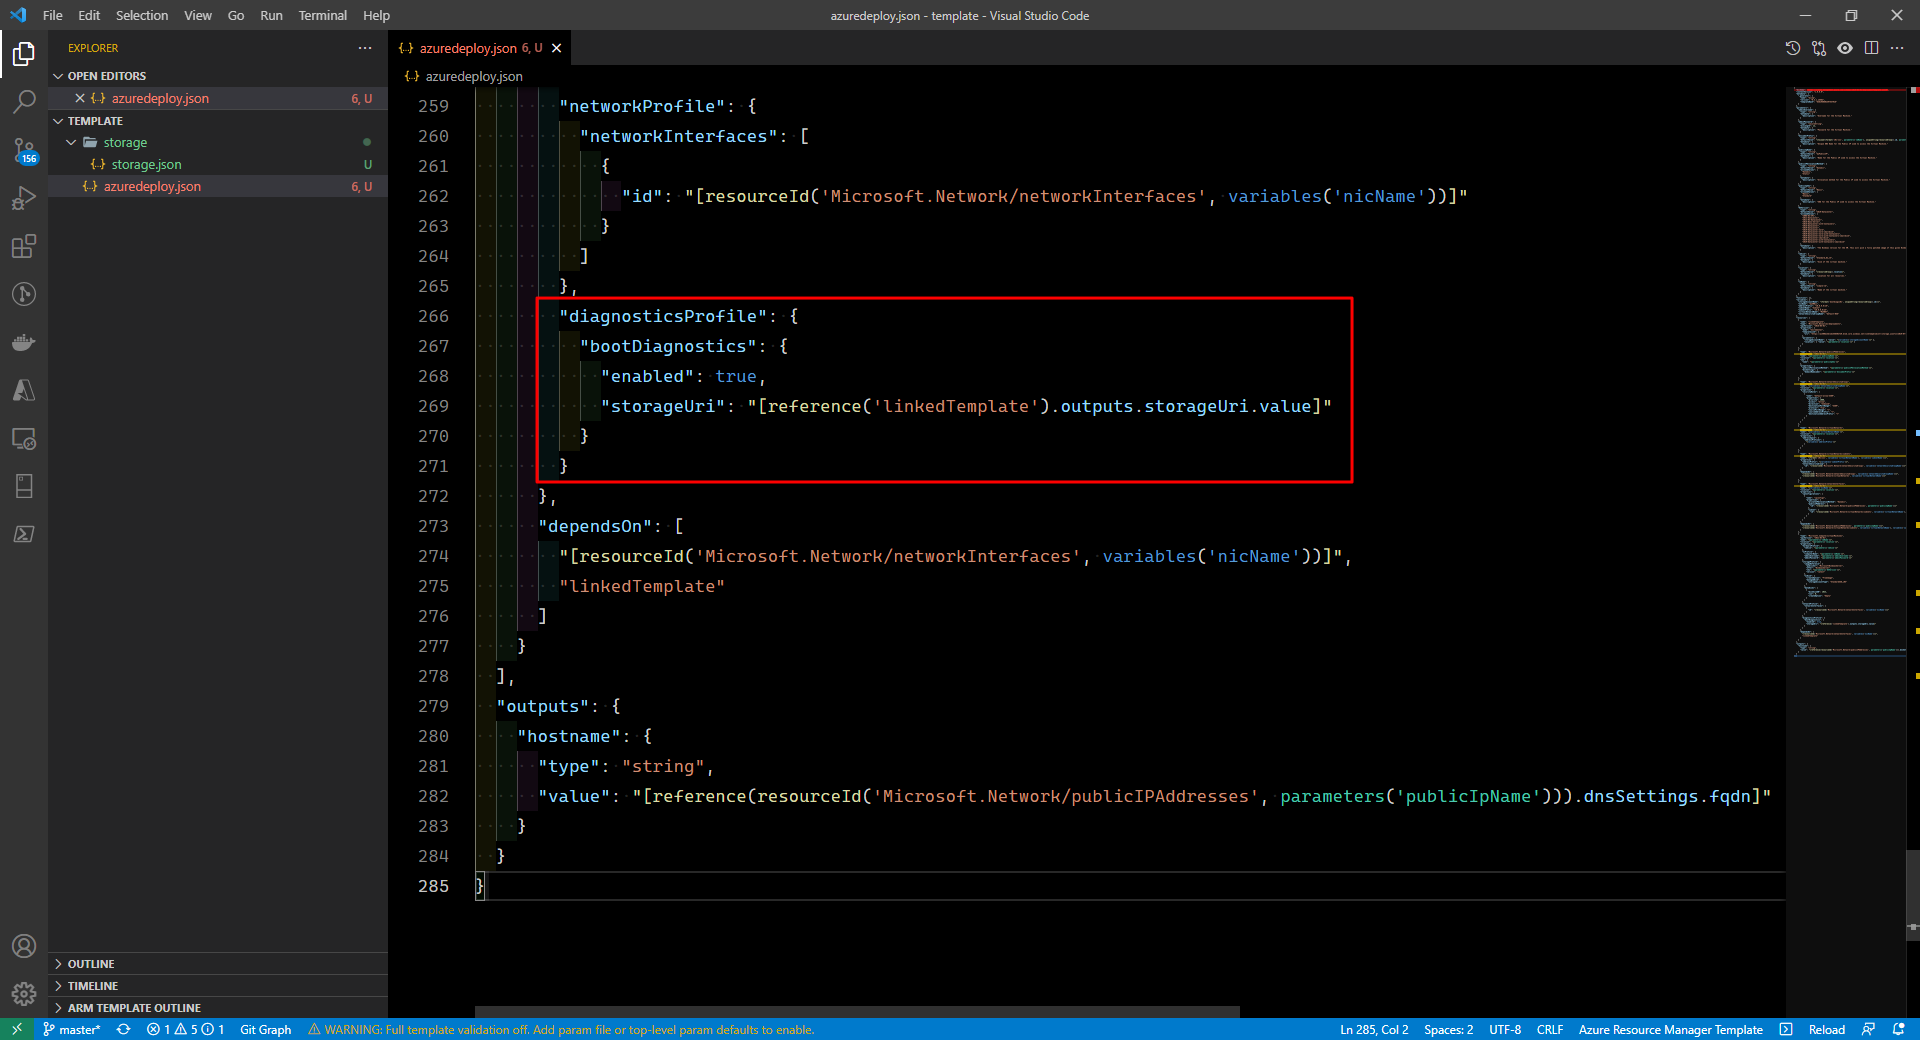 File Edit Selection View Go Run Terminal Help
azuredeploy.json - template - Visual Studio Code
EXPLORER
OPEN EDITORS
azuredeploy.json 6, U
TEMPLATE
storage
storage.json U
azuredeploy.json 6, U
OUTLINE
TIMELINE
ARM TEMPLATE OUTLINE
156
azuredeploy.json 6, U
azuredeploy.json
259 "networkProfile": {
260 "networkInterfaces": [
261 {
262 "id": "[resourceId('Microsoft.Network/networkInterfaces', variables('nicName'))]"
263 }
264 ]
265 },
266 "diagnosticsProfile": {
267 "bootDiagnostics": {
268 "enabled": true,
269 "storageUri": "[reference('linkedTemplate').outputs.storageUri.value]"
270 }
271 }
272 },
273 "dependsOn": [
274 "[resourceId('Microsoft.Network/networkInterfaces', variables('nicName'))]",
275 "linkedTemplate"
276 ]
277 }
278 ],
279 "outputs": {
280 "hostname": {
281 "type": "string",
282 "value": "[reference(resourceId('Microsoft.Network/publicIPAddresses', parameters('publicIpName'))).dnsSettings.fqdn]"
283 }
284 }
285 }
master* 1 5 1 Git Graph WARNING: Full template validation off. Add param file or top-level param defaults to enable. Ln 285, Col 2 Spaces: 2 UTF-8 CRLF Azure Resource Manager Template Reload